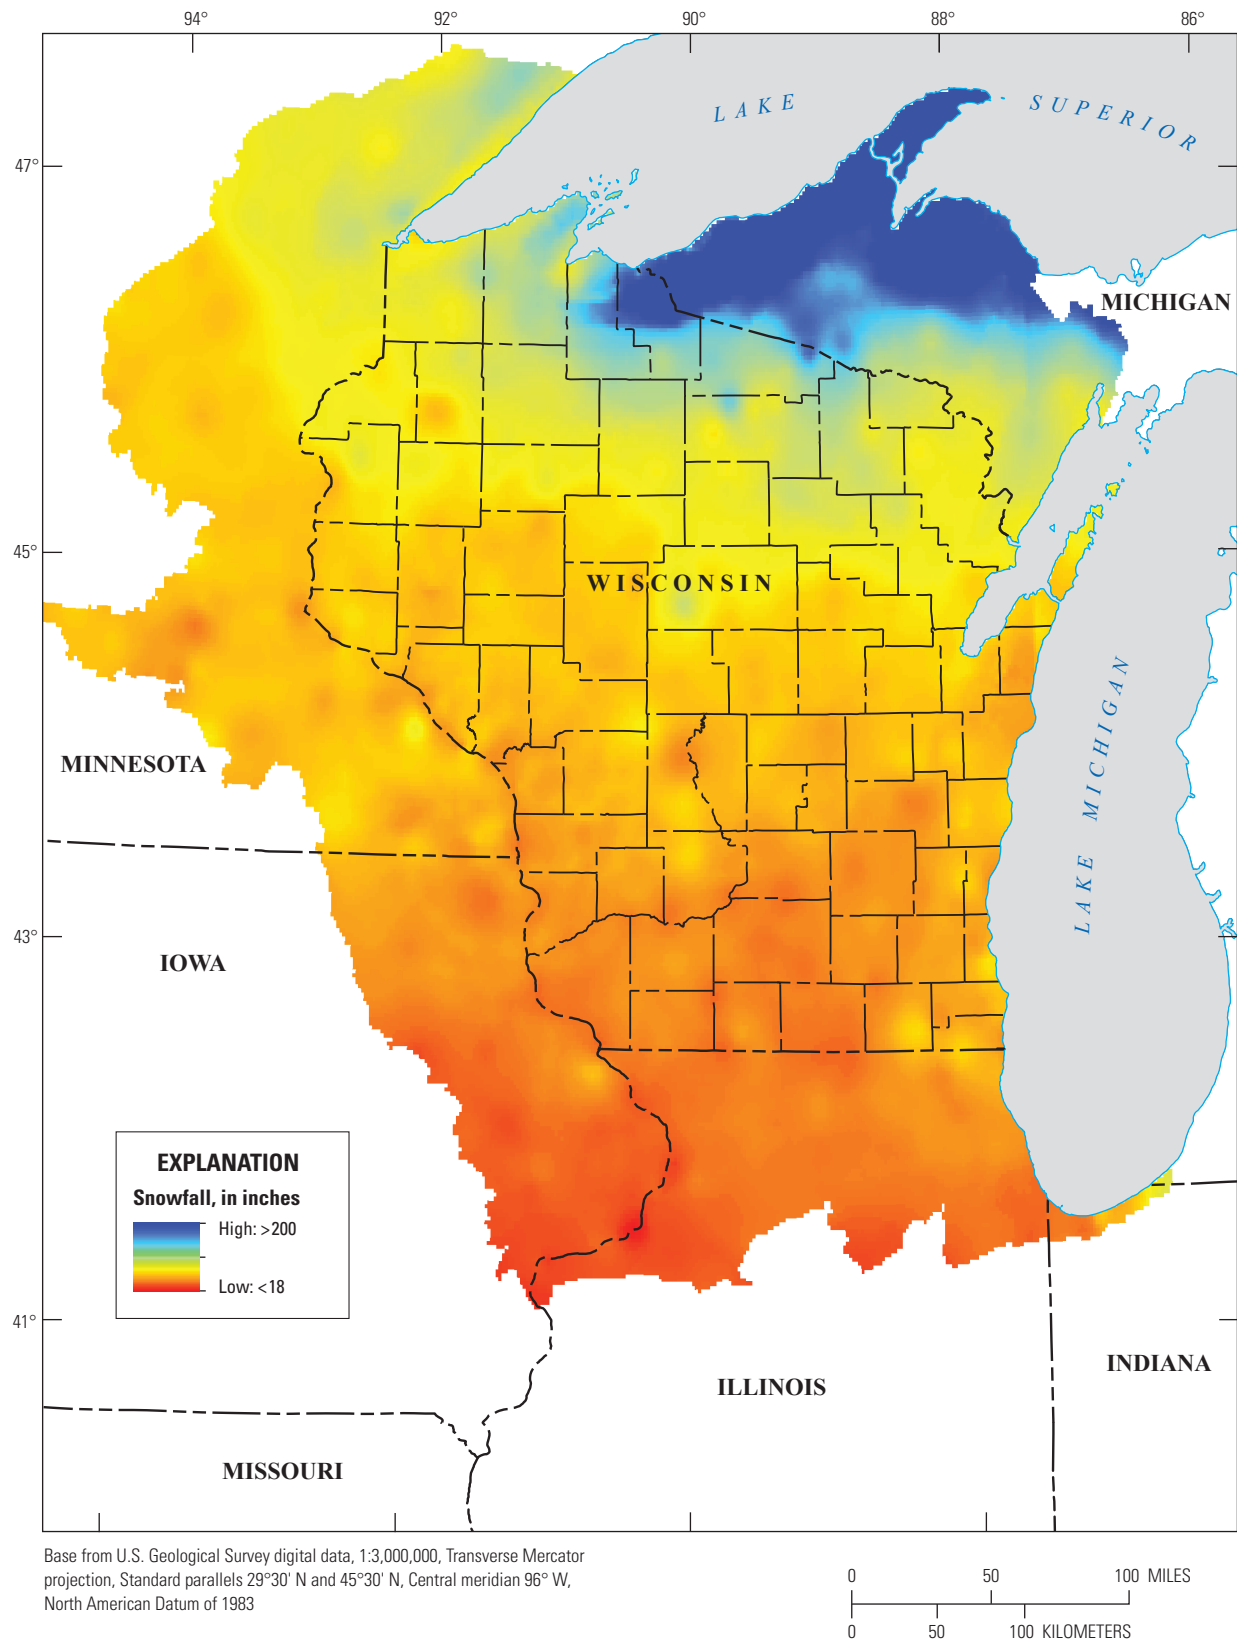 94°
92°
90°
88°
86°
LAKE SUPERIOR
47°
MICHIGAN
45°
WISCONSIN
LAKE MICHIGAN
MINNESOTA
43°
IOWA
EXPLANATION
Snowfall, in inches
High: >200
Low: <18
41°
INDIANA
ILLINOIS
MISSOURI
Base from U.S. Geological Survey digital data, 1:3,000,000, Transverse Mercator
projection, Standard parallels 29°30' N and 45°30' N, Central meridian 96° W,
North American Datum of 1983
0 50 100 MILES
0 50 100 KILOMETERS